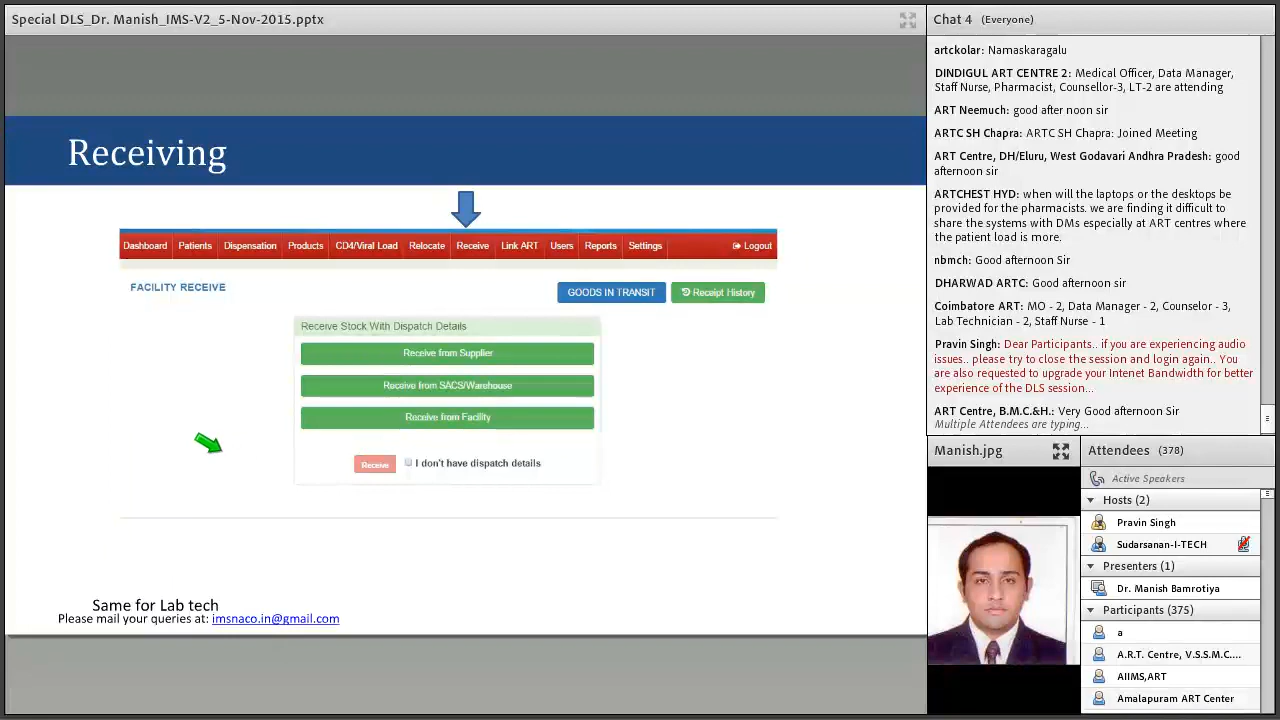 Special DLS_Dr. Manish_IMS-V2_5-Nov-2015.pptx
Receiving
Dashboard Patients Dispensation Products CD4/Viral Load Relocate Receive Link ART Users Reports Settings Logout
FACILITY RECEIVE
GOODS IN TRANSIT
Receipt History
Receive Stock With Dispatch Details
Receive from Supplier
Receive from SACS/Warehouse
Receive from Facility
Receive
I don't have dispatch details
Same for Lab tech
Please mail your queries at: imsnaco.in@gmail.com
Chat 4 (Everyone)
artckolar: Namaskaragalu
DINDIGUL ART CENTRE 2: Medical Officer, Data Manager,
Staff Nurse, Pharmacist, Counsellor-3, LT-2 are attending
ART Neemuch: good after noon sir
ARTC SH Chapra: ARTC SH Chapra: Joined Meeting
ART Centre, DH/Eluru, West Godavari Andhra Pradesh: good
afternoon sir
ARTCHEST HYD: when will the laptops or the desktops be
provided for the pharmacists. we are finding it difficult to
share the systems with DMs especially at ART centres where
the patient load is more.
nbmch: Good afternoon Sir
DHARWAD ARTC: Good afternoon sir
Coimbatore ART: MO - 2, Data Manager - 2, Counselor - 3,
Lab Technician - 2, Staff Nurse - 1
Pravin Singh: Dear Participants.. if you are experiencing audio
issues.. please try to close the session and login again.. You
are also requested to upgrade your Intenet Bandwidth for better
experience of the DLS session...
ART Centre, B.M.C.&H.: Very Good afternoon Sir
Multiple Attendees are typing...
Manish.jpg
Attendees (378)
Active Speakers
Hosts (2)
Pravin Singh
Sudarsanan-I-TECH
Presenters (1)
Dr. Manish Bamrotiya
Participants (375)
a
A.R.T. Centre, V.S.S.M.C....
AIIMS,ART
Amalapuram ART Center